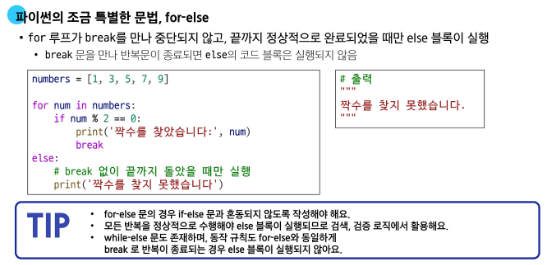 파이썬의 조금 특별한 문법, for-else
• for 루프가 break를 만나 중단되지 않고, 끝까지 정상적으로 완료되었을 때만 else 블록이 실행
• break 문을 만나 반복문이 종료되면 else의 코드 블록은 실행되지 않음
numbers = [1, 3, 5, 7, 9]
for num in numbers:
    if num % 2 == 0:
        print('짝수를 찾았습니다:', num)
        break
else:
    # break 없이 끝까지 돌았을 때만 실행
    print('짝수를 찾지 못했습니다')
# 출력
"""
짝수를 찾지 못했습니다.
"""
TIP
• for-else 문의 경우 if-else 문과 혼동되지 않도록 작성해야 해요.
• 모든 반복을 정상적으로 수행해야 else 블록이 실행되므로 검색, 검증 로직에서 활용해요.
• while-else 문도 존재하며, 동작 규칙도 for-else와 동일하게
break 로 반복이 종료되는 경우 else 블록이 실행되지 않아요.